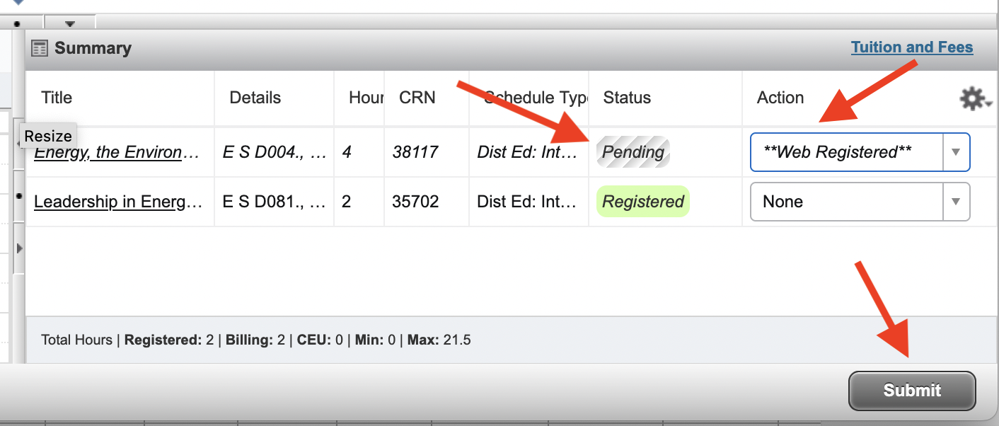 Summary Tuition and Fees
Title Details Hour CRN Schedule Type Status Action
Resize
Energy, the Environ... E S D004., ... 4 38117 Dist Ed: Int... Pending **Web Registered**
Leadership in Energ... E S D081., ... 2 35702 Dist Ed: Int... Registered None
Total Hours | Registered: 2 | Billing: 2 | CEU: 0 | Min: 0 | Max: 21.5
Submit